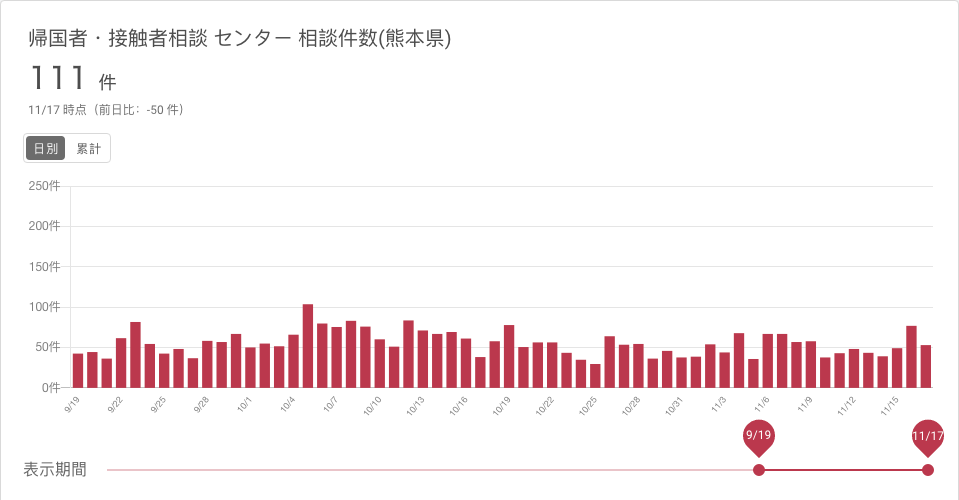 帰国者・接触者相談 センター 相談件数(熊本県)
111 件
11/17 時点（前日比：-50 件）
日別 累計
250件
200件
150件
100件
50件
0件
9/19 9/22 9/25 9/28 10/1 10/4 10/7 10/10 10/13 10/16 10/19 10/22 10/25 10/28 10/31 11/3 11/6 11/9 11/12 11/15
9/19 11/17
表示期間